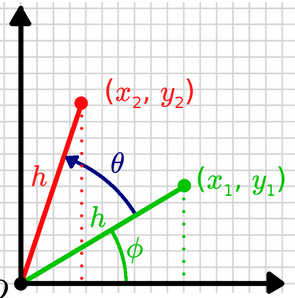 (x₂, y₂)
θ
h
(x₁, y₁)
h
ϕ